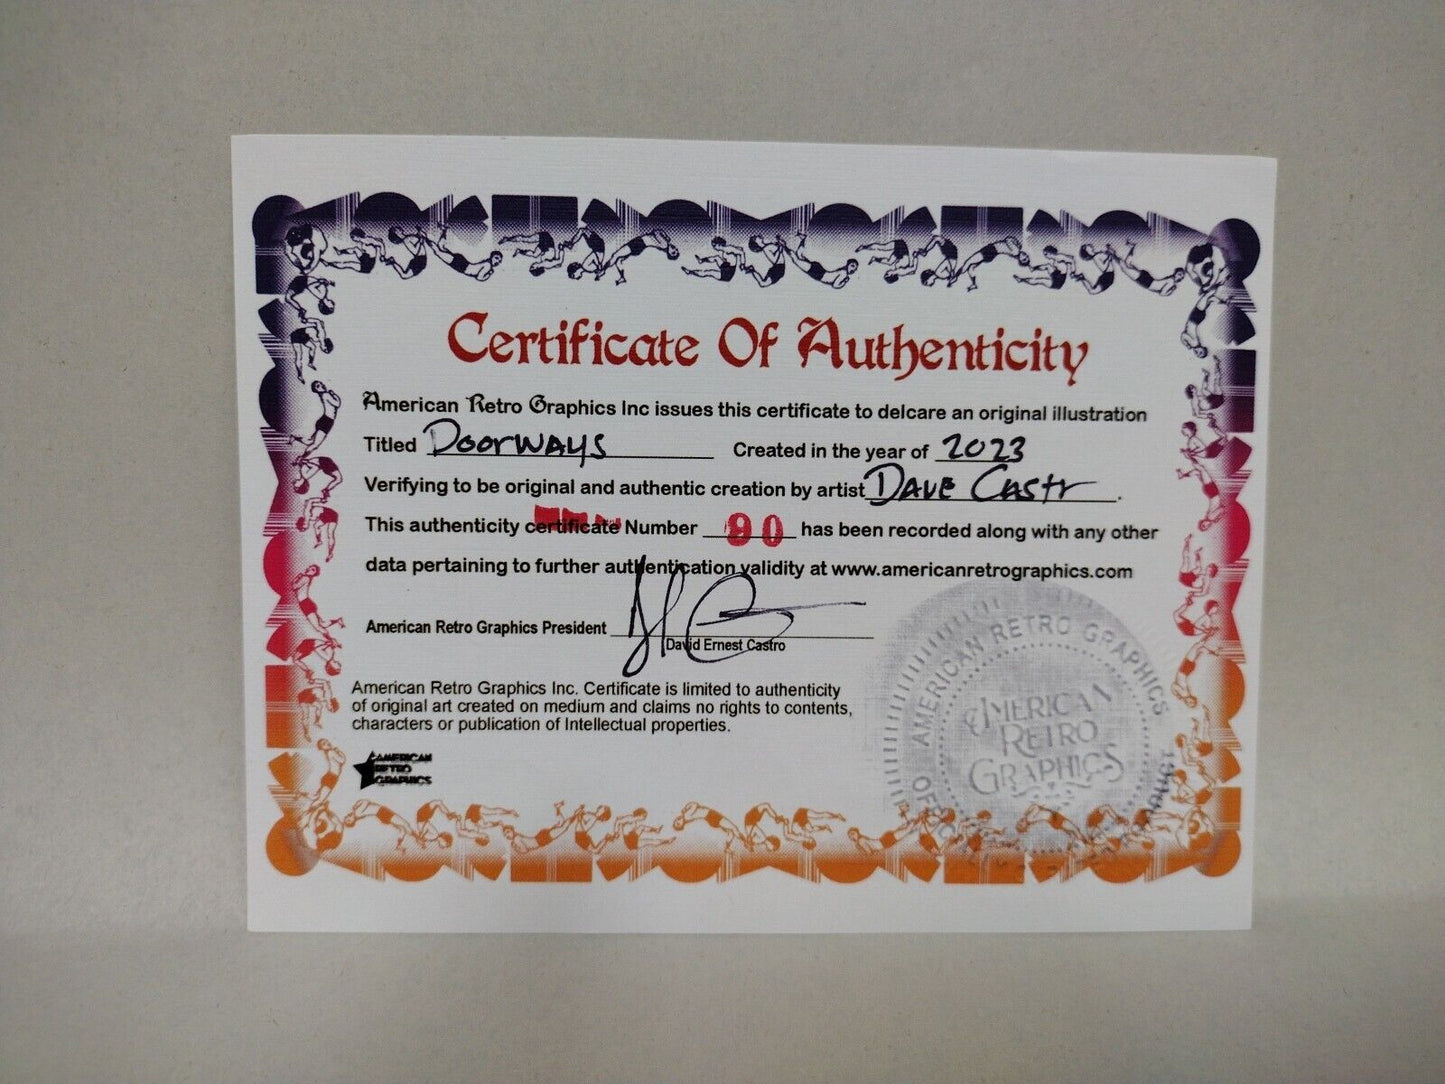 Certificate Of Authenticity
American Retro Graphics Inc issues this certificate to delcare an original illustration
Titled Doorways Created in the year of 2023
Verifying to be original and authentic creation by artist Dave Castr.
This authenticity certificate Number 90 has been recorded along with any other
data pertaining to further authentication validity at www.americanretrographics.com
American Retro Graphics President
David Ernest Castro
American Retro Graphics Inc. Certificate is limited to authenticity
of original art created on medium and claims no rights to contents,
characters or publication of Intellectual properties.
AMERICAN
RETRO
GRAPHICS
AMERICAN RETRO GRAPHICS
AMERICAN
RETRO
GRAPHICS